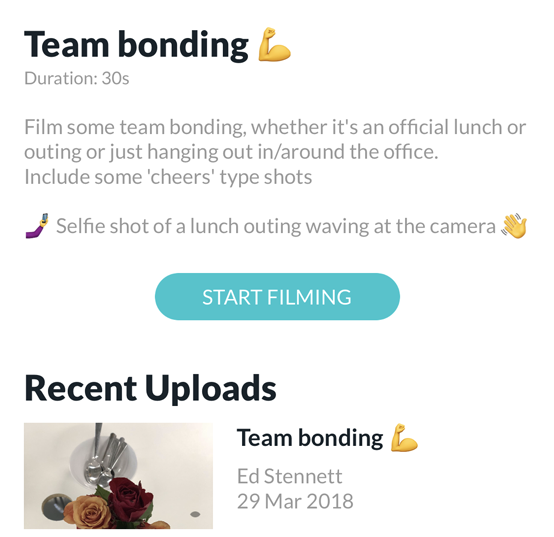 Team bonding 💪
Duration: 30s
Film some team bonding, whether it's an official lunch or
outing or just hanging out in/around the office.
Include some 'cheers' type shots
🤳 Selfie shot of a lunch outing waving at the camera 👋
START FILMING
Recent Uploads
Team bonding 💪
Ed Stennett
29 Mar 2018